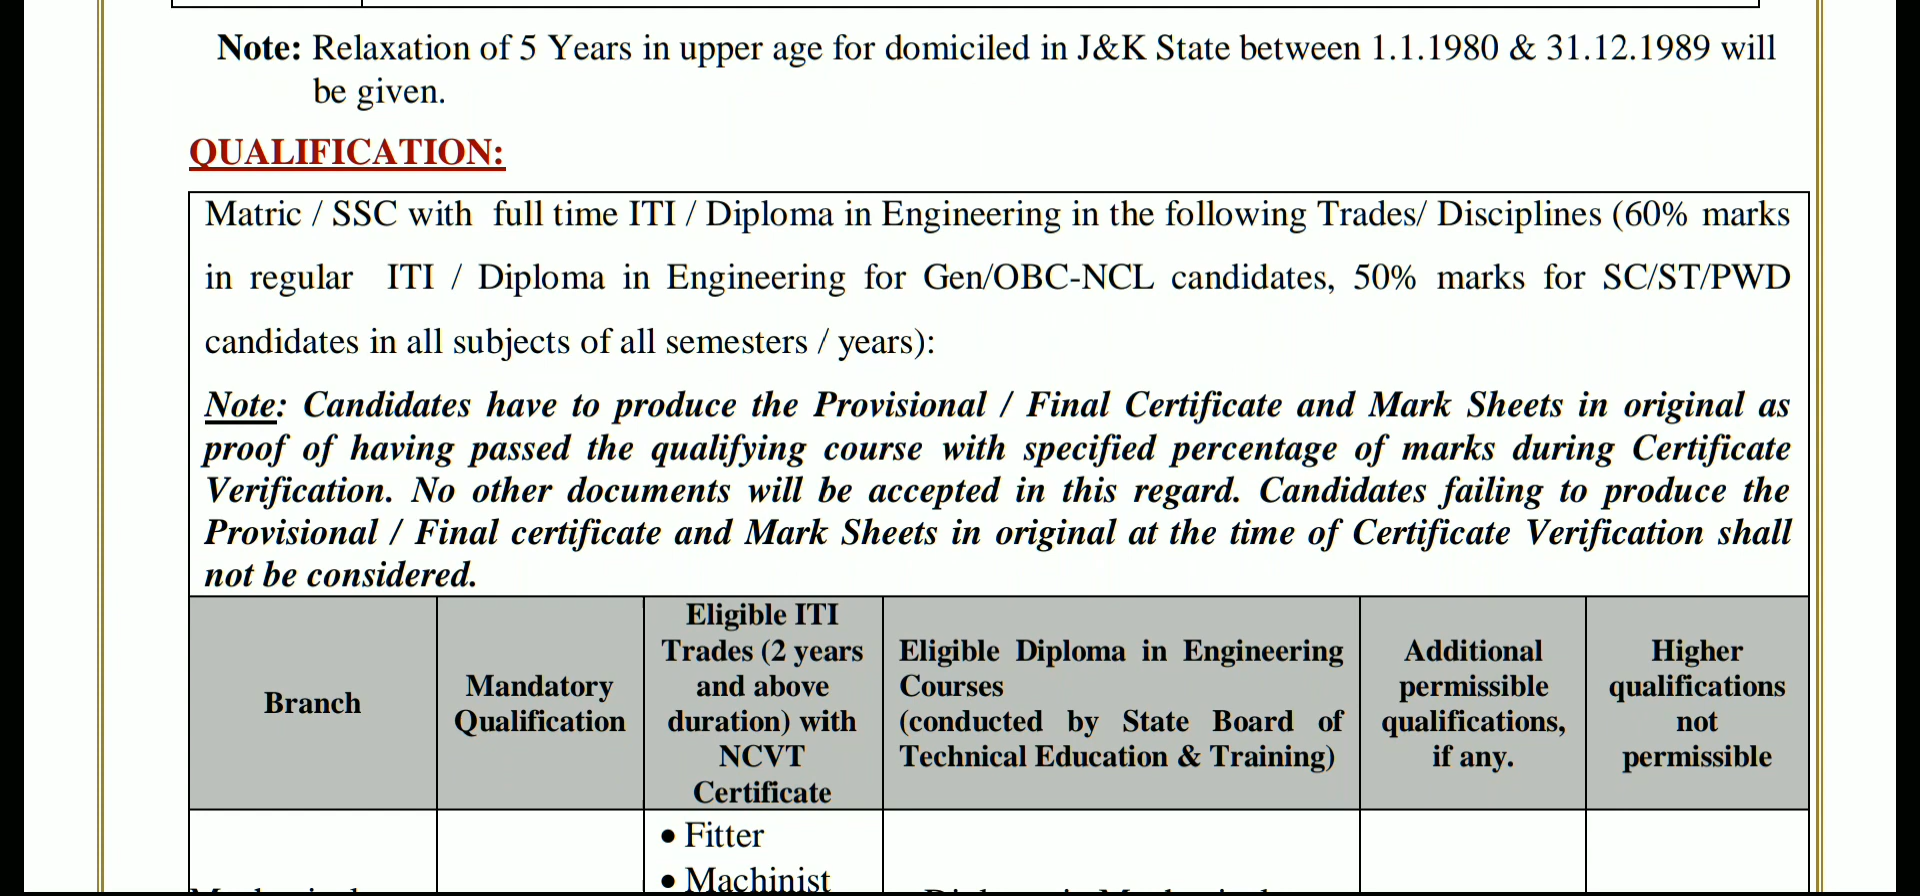 Note: Relaxation of 5 Years in upper age for domiciled in J&K State between 1.1.1980 & 31.12.1989 will
be given.
QUALIFICATION:
Matric / SSC with full time ITI / Diploma in Engineering in the following Trades/ Disciplines (60% marks
in regular ITI / Diploma in Engineering for Gen/OBC-NCL candidates, 50% marks for SC/ST/PWD
candidates in all subjects of all semesters / years):
Note: Candidates have to produce the Provisional / Final Certificate and Mark Sheets in original as
proof of having passed the qualifying course with specified percentage of marks during Certificate
Verification. No other documents will be accepted in this regard. Candidates failing to produce the
Provisional / Final certificate and Mark Sheets in original at the time of Certificate Verification shall
not be considered.
Branch
Mandatory
Qualification
Eligible ITI
Trades (2 years
and above
duration) with
NCVT
Certificate
Eligible Diploma in Engineering
Courses
(conducted by State Board of
Technical Education & Training)
Additional
permissible
qualifications,
if any.
Higher
qualifications
not
permissible
• Fitter
• Machinist